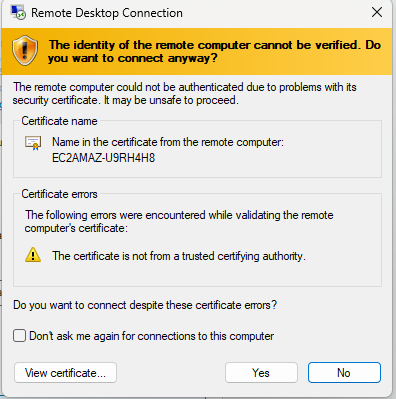 Remote Desktop Connection
The identity of the remote computer cannot be verified. Do
you want to connect anyway?
The remote computer could not be authenticated due to problems with its
security certificate. It may be unsafe to proceed.
Certificate name
Name in the certificate from the remote computer:
EC2AMAZ-U9RH4H8
Certificate errors
The following errors were encountered while validating the remote
computer's certificate:
The certificate is not from a trusted certifying authority.
Do you want to connect despite these certificate errors?
Don't ask me again for connections to this computer
View certificate...
Yes
No